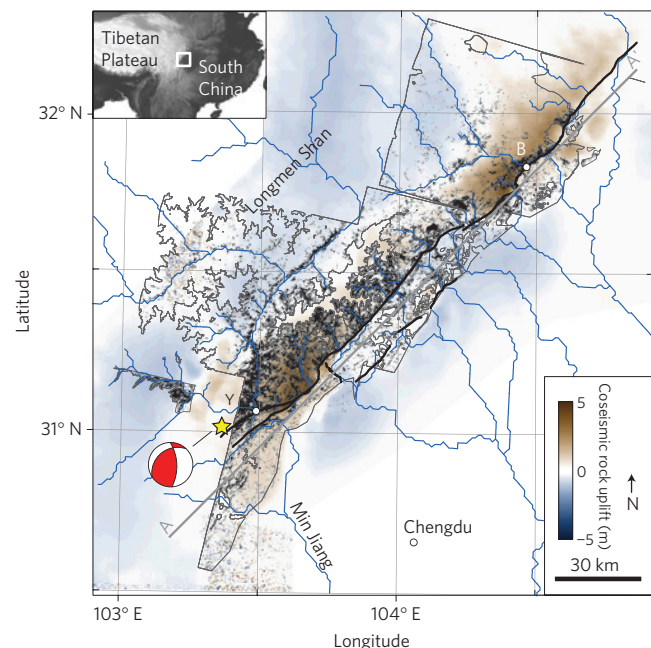 Tibetan
Plateau
South
China
32° N
Longmen Shan
A′
B
Latitude
31° N
Y
A
Min Jiang
Chengdu
5
0
−5
Coseismic rock uplift (m)
N
30 km
103° E
104° E
Longitude